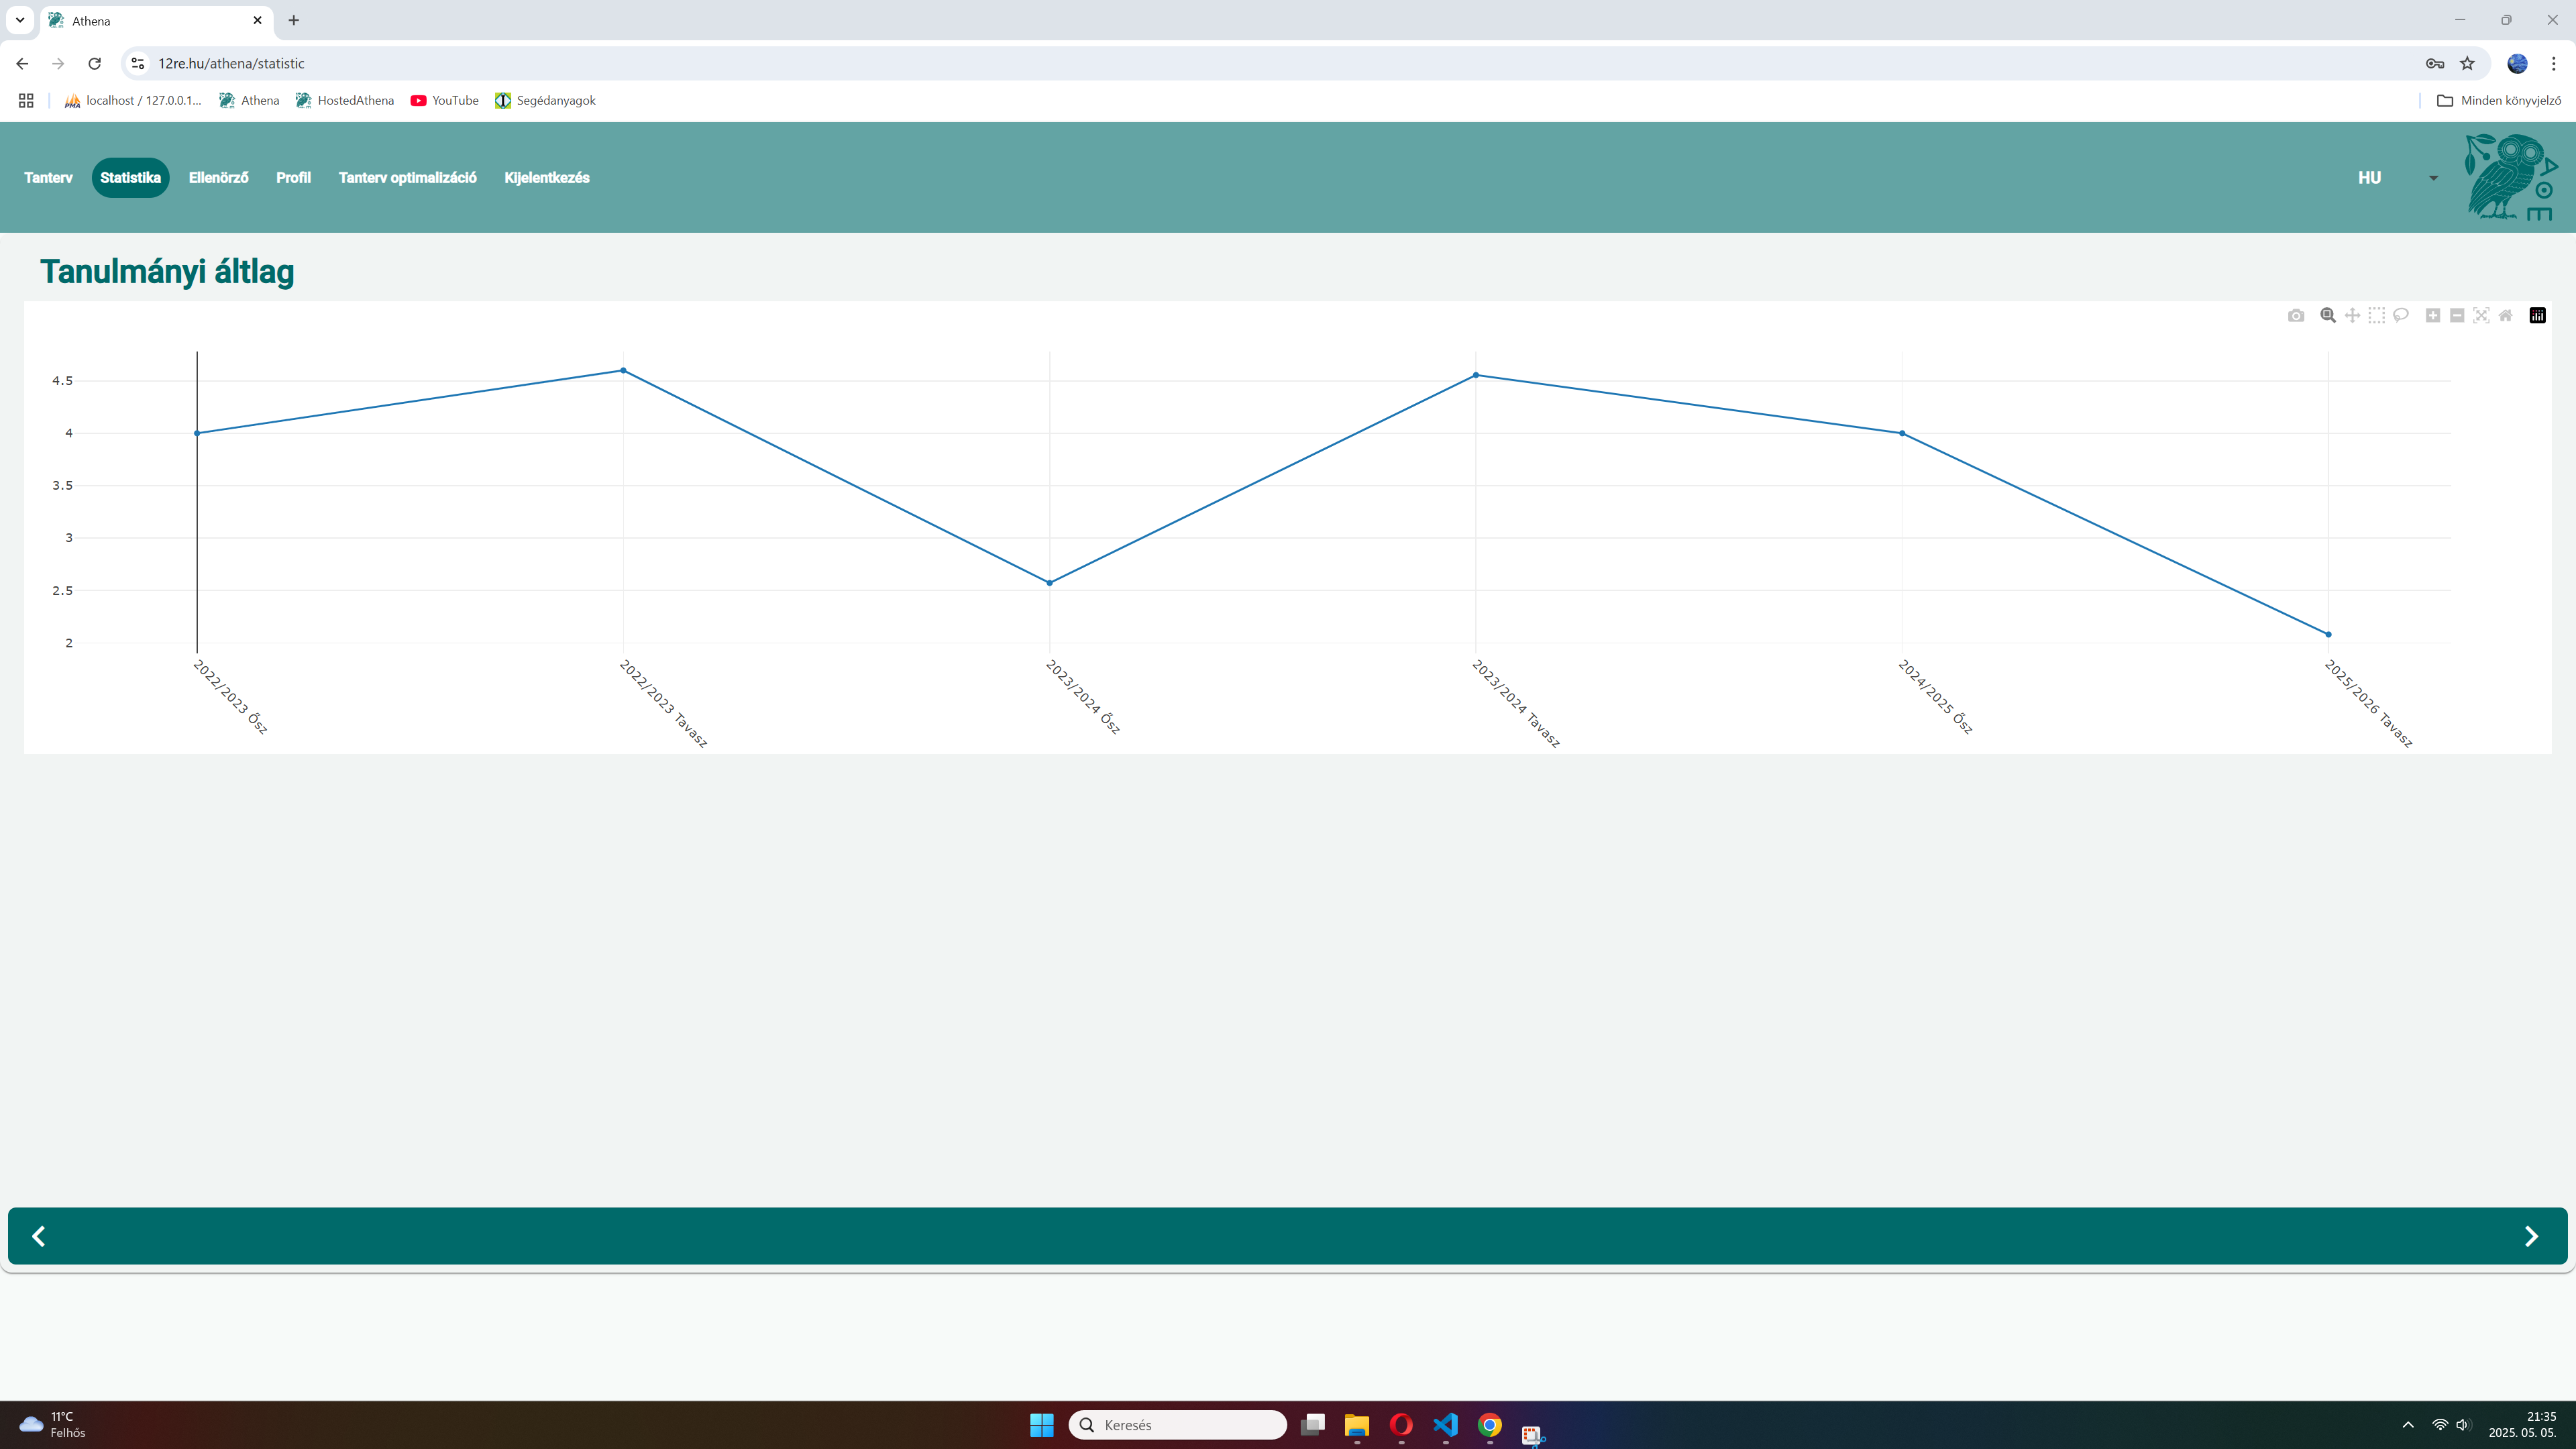 Athena
12re.hu/athena/statistic
localhost / 127.0.0.1... Athena HostedAthena YouTube Segédanyagok Minden könyvjelző
Tanterv Statistika Ellenörző Profil Tanterv optimalizáció Kijelentkezés HU
AOE
Tanulmányi áltlag
4.5
4
3.5
3
2.5
2
2022/2023 Ősz
2022/2023 Tavasz
2023/2024 Ősz
2023/2024 Tavasz
2024/2025 Ősz
2025/2026 Tavasz
11°C
Felhős
Keresés
21:35
2025. 05. 05.